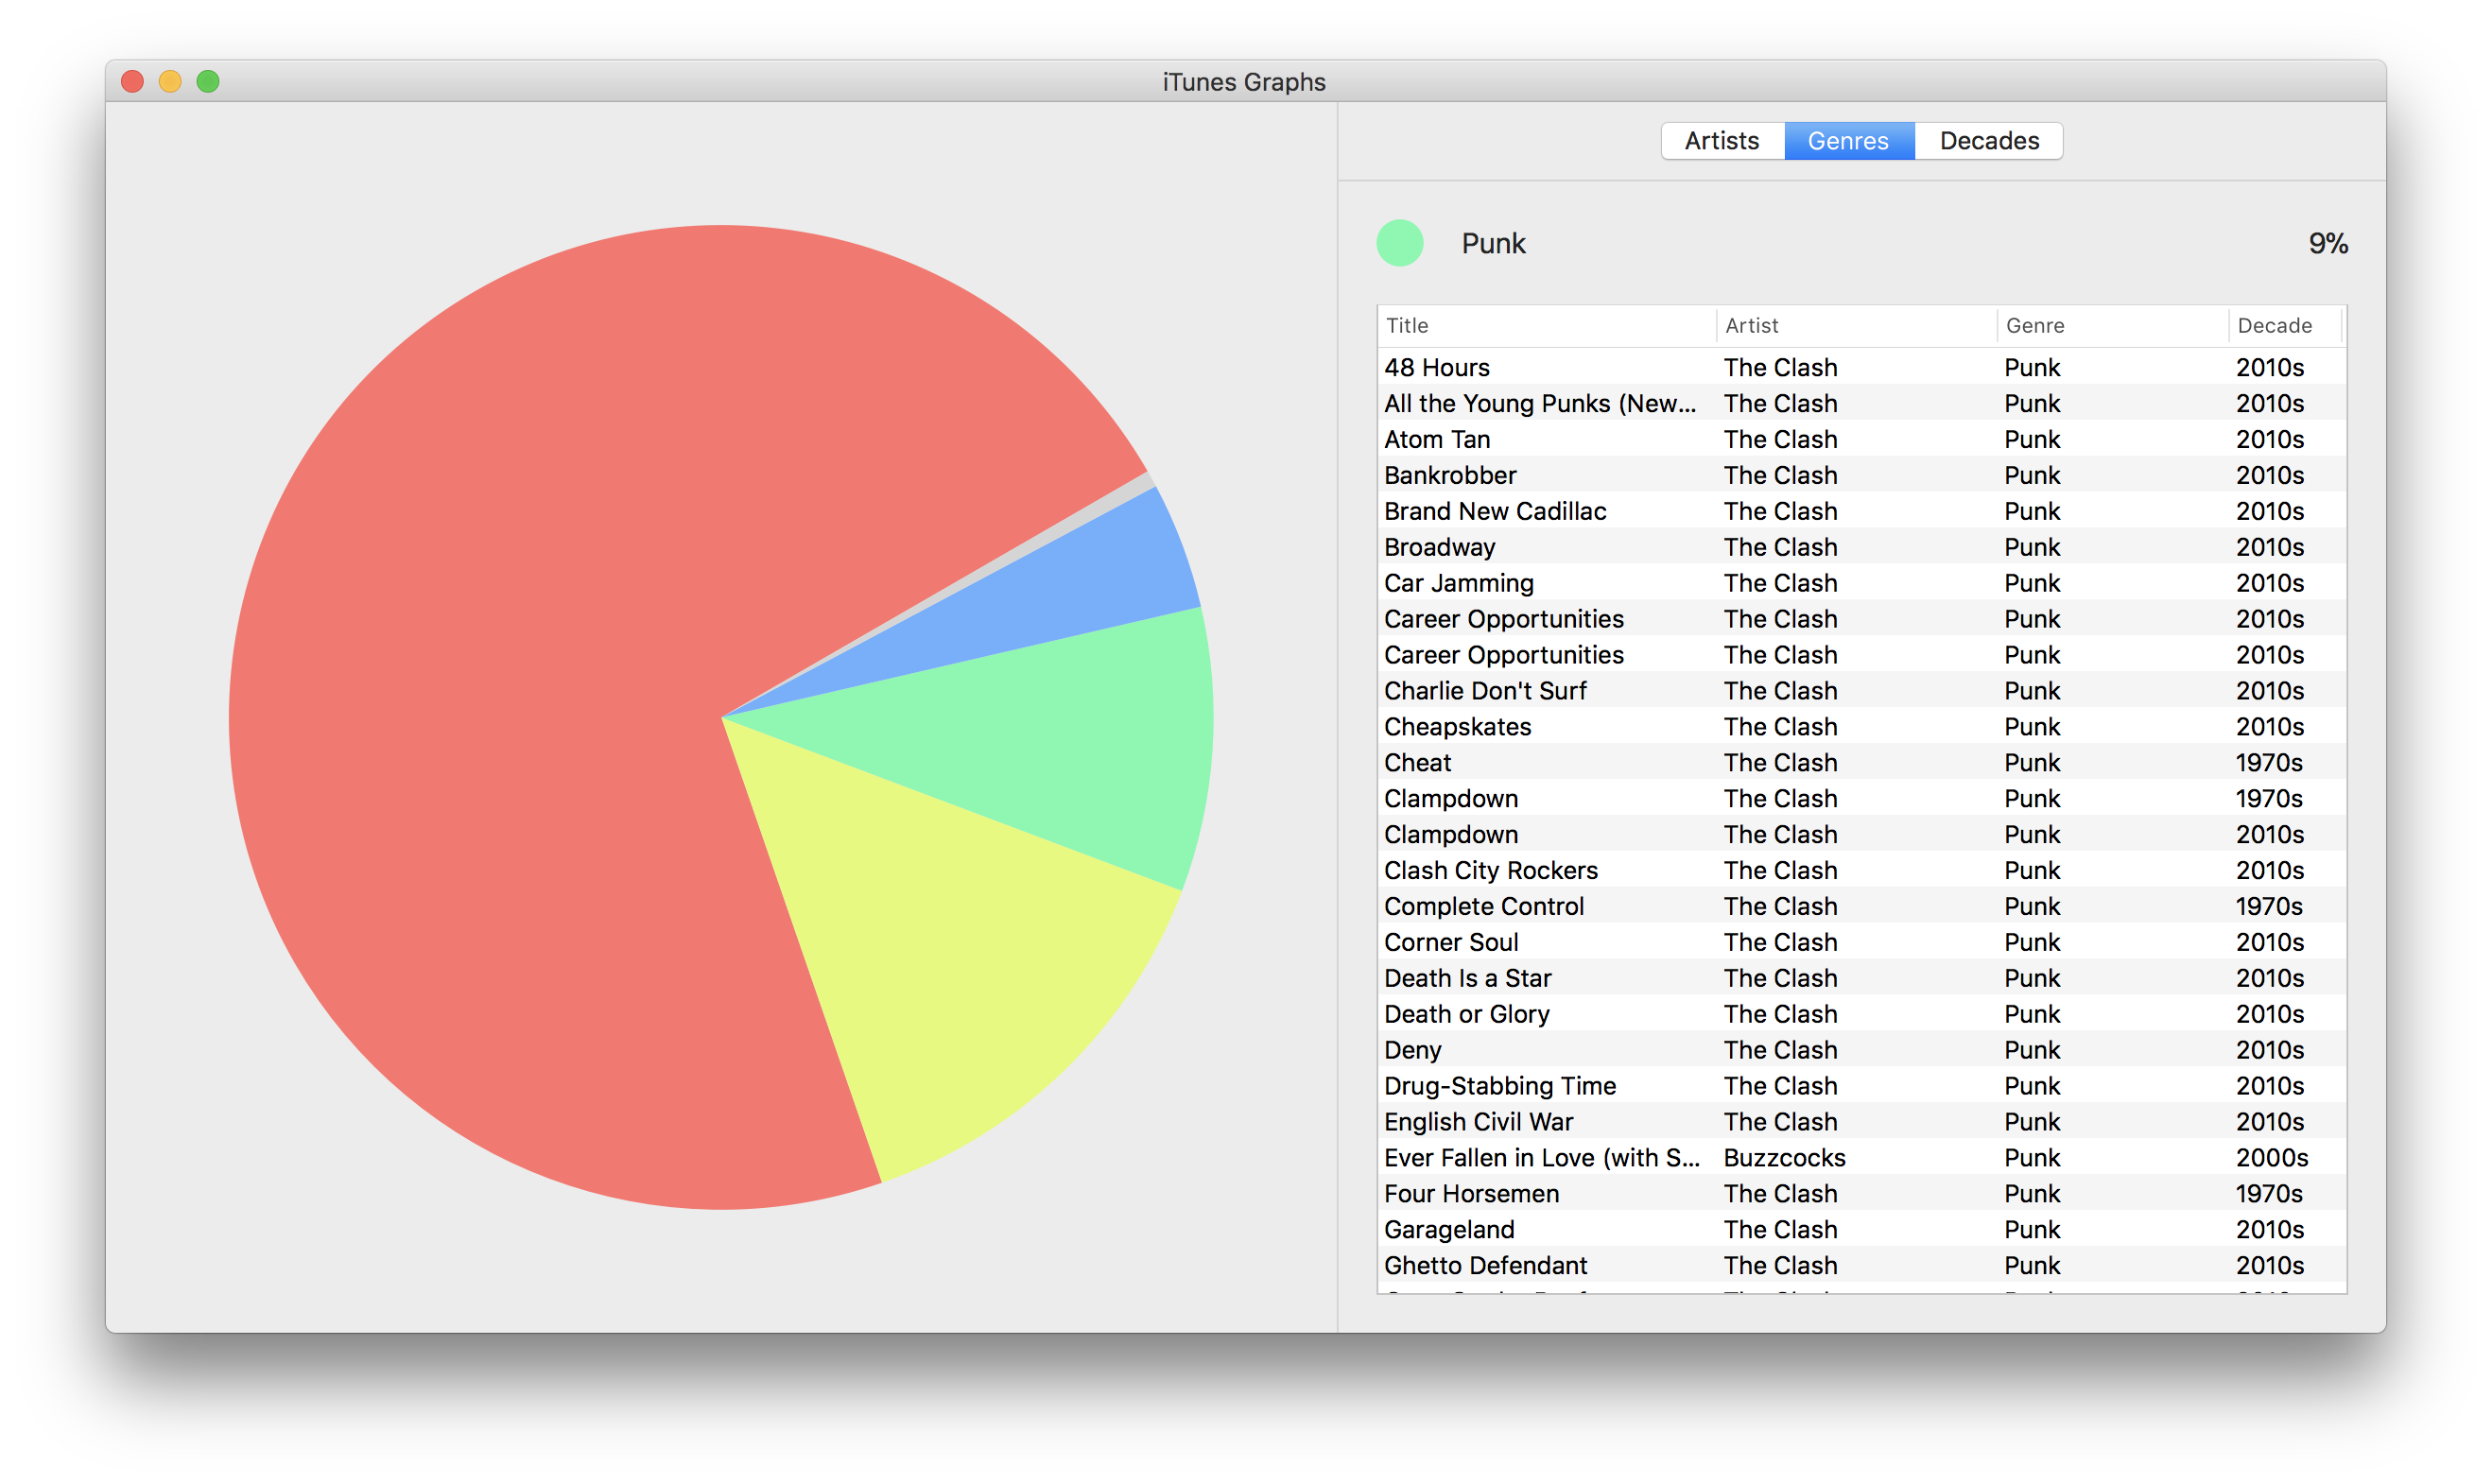 iTunes Graphs
Artists Genres Decades
Punk 9%
Title Artist Genre Decade
48 Hours The Clash Punk 2010s
All the Young Punks (New... The Clash Punk 2010s
Atom Tan The Clash Punk 2010s
Bankrobber The Clash Punk 2010s
Brand New Cadillac The Clash Punk 2010s
Broadway The Clash Punk 2010s
Car Jamming The Clash Punk 2010s
Career Opportunities The Clash Punk 2010s
Career Opportunities The Clash Punk 2010s
Charlie Don't Surf The Clash Punk 2010s
Cheapskates The Clash Punk 2010s
Cheat The Clash Punk 1970s
Clampdown The Clash Punk 1970s
Clampdown The Clash Punk 2010s
Clash City Rockers The Clash Punk 2010s
Complete Control The Clash Punk 1970s
Corner Soul The Clash Punk 2010s
Death Is a Star The Clash Punk 2010s
Death or Glory The Clash Punk 2010s
Deny The Clash Punk 2010s
Drug-Stabbing Time The Clash Punk 2010s
English Civil War The Clash Punk 2010s
Ever Fallen in Love (with S... Buzzcocks Punk 2000s
Four Horsemen The Clash Punk 1970s
Garageland The Clash Punk 2010s
Ghetto Defendant The Clash Punk 2010s